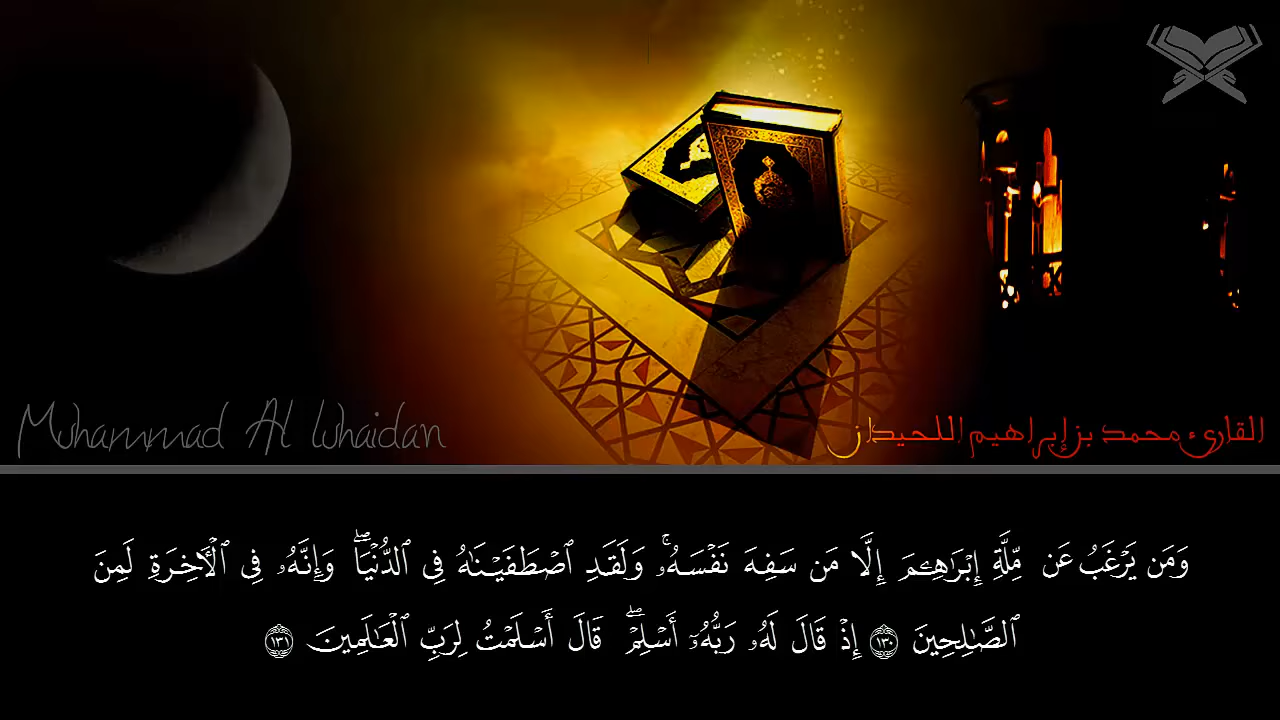 Muhammad Al luhaidan
القارئ محمد بن إبراهيم اللحيدان
وَمَن يَرْغَبُ عَن مِّلَّةِ إِبْرَٰهِـۧمَ إِلَّا مَن سَفِهَ نَفْسَهُۥ ۚ وَلَقَدِ ٱصْطَفَيْنَـٰهُ فِى ٱلدُّنْيَا ۖ وَإِنَّهُۥ فِى ٱلْـَٔاخِرَةِ لَمِنَ
ٱلصَّـٰلِحِينَ ١٣٠ إِذْ قَالَ لَهُۥ رَبُّهُۥٓ أَسْلِمْ ۖ قَالَ أَسْلَمْتُ لِرَبِّ ٱلْعَـٰلَمِينَ ١٣١